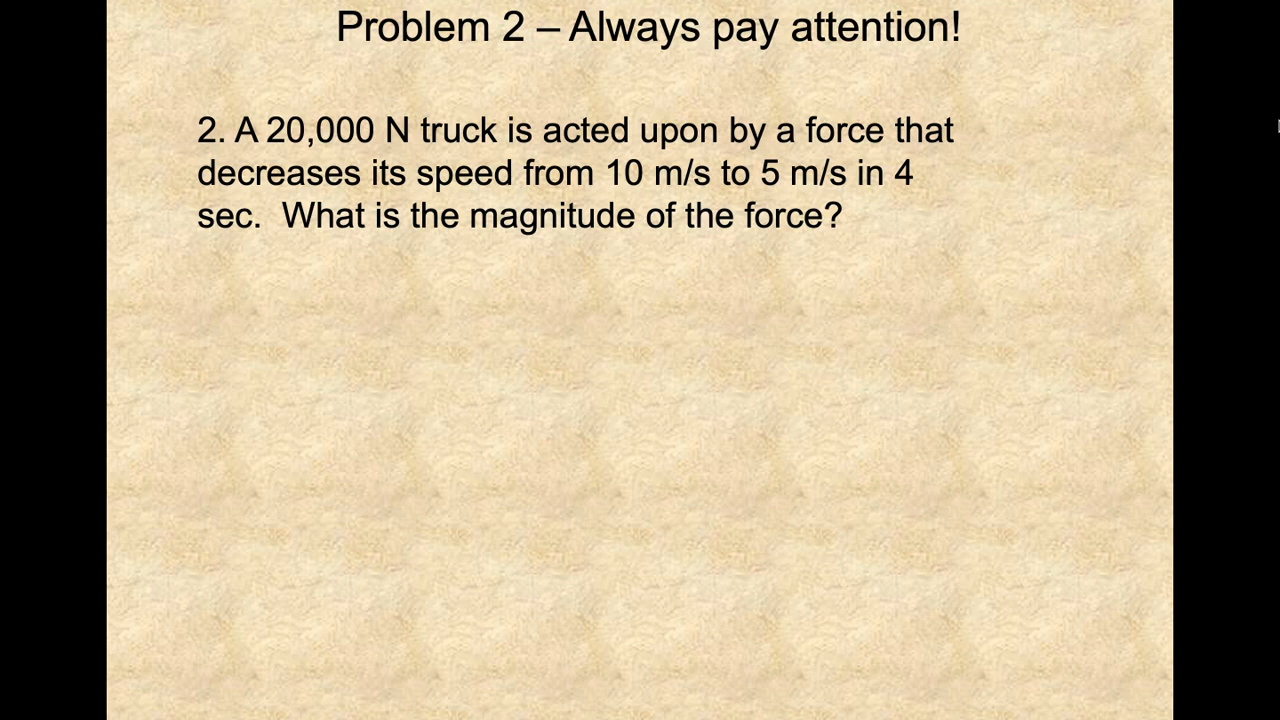 Problem 2 – Always pay attention!
2. A 20,000 N truck is acted upon by a force that
decreases its speed from 10 m/s to 5 m/s in 4
sec.  What is the magnitude of the force?